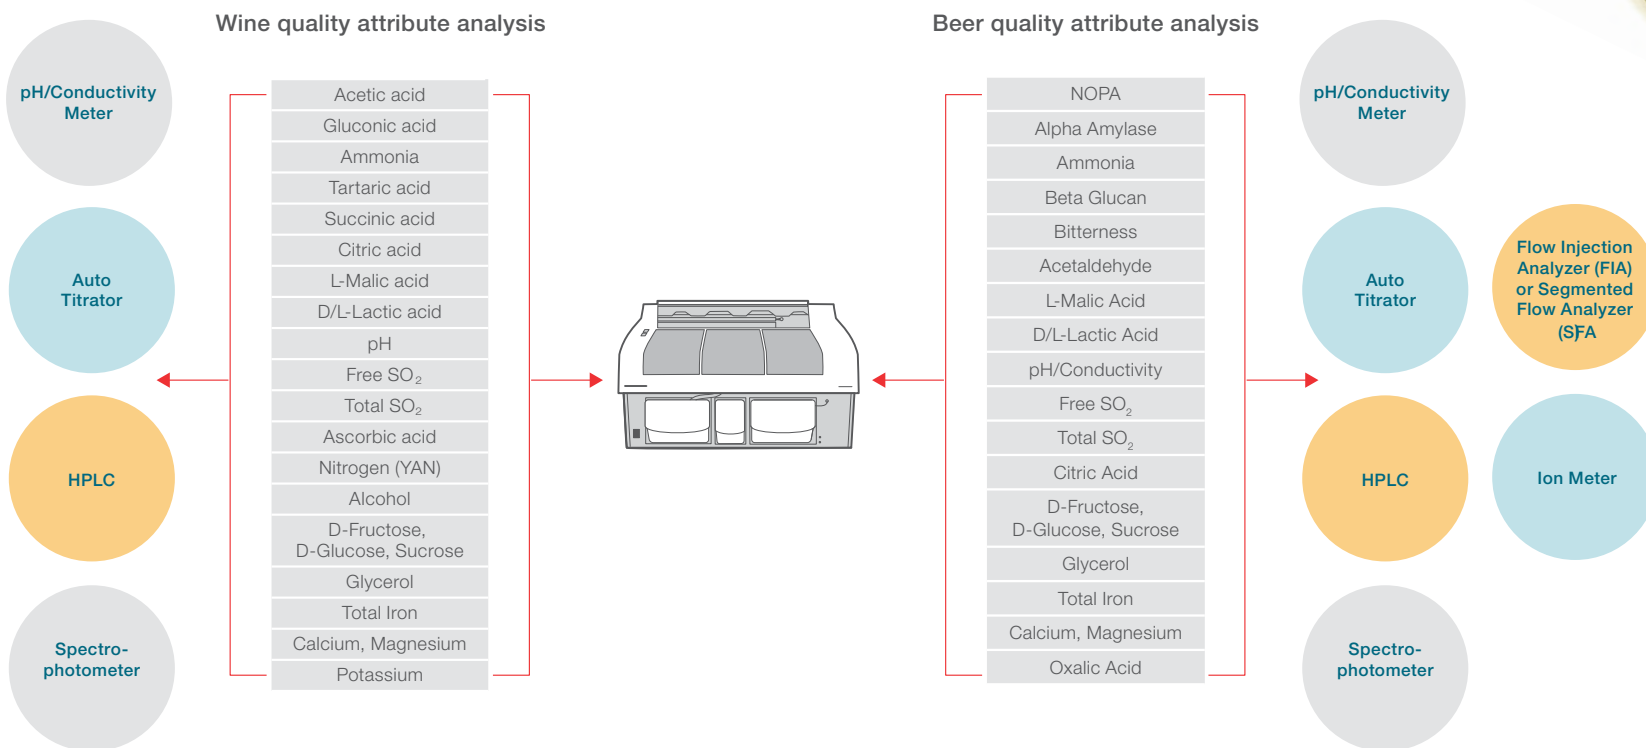 Wine quality attribute analysis
pH/Conductivity
Meter
Auto
Titrator
HPLC
Spectro-
photometer
Acetic acid
Gluconic acid
Ammonia
Tartaric acid
Succinic acid
Citric acid
L-Malic acid
D/L-Lactic acid
pH
Free SO₂
Total SO₂
Ascorbic acid
Nitrogen (YAN)
Alcohol
D-Fructose,
D-Glucose, Sucrose
Glycerol
Total Iron
Calcium, Magnesium
Potassium
Beer quality attribute analysis
NOPA
Alpha Amylase
Ammonia
Beta Glucan
Bitterness
Acetaldehyde
L-Malic Acid
D/L-Lactic Acid
pH/Conductivity
Free SO₂
Total SO₂
Citric Acid
D-Fructose,
D-Glucose, Sucrose
Glycerol
Total Iron
Calcium, Magnesium
Oxalic Acid
pH/Conductivity
Meter
Auto
Titrator
HPLC
Spectro-
photometer
Flow Injection
Analyzer (FIA)
or Segmented
Flow Analyzer
(S)FA
Ion Meter